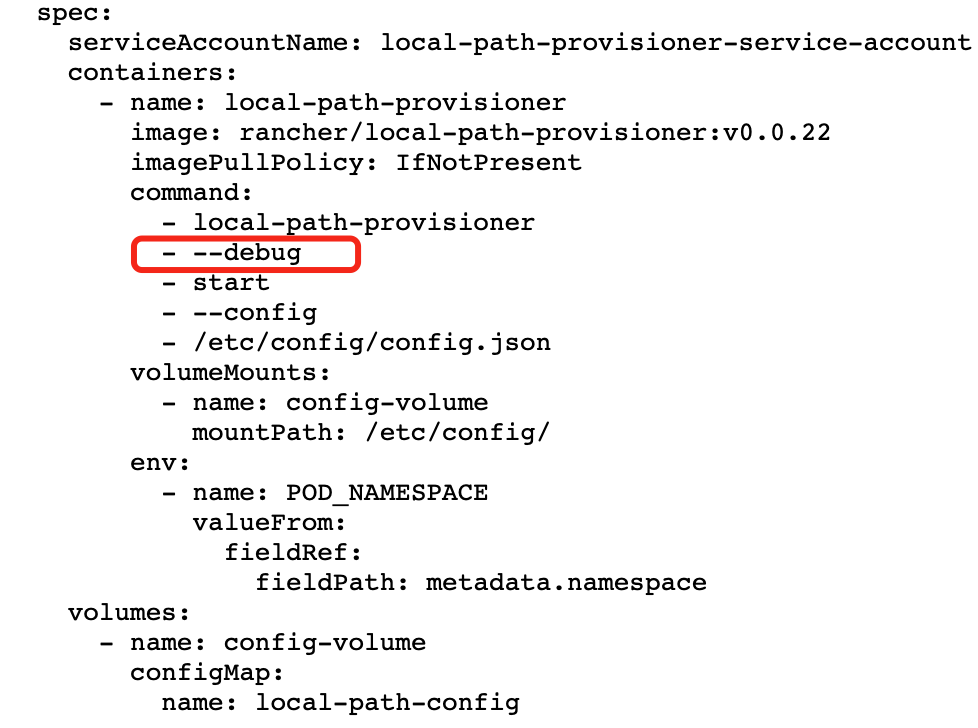 spec:
serviceAccountName: local-path-provisioner-service-account
containers:
- name: local-path-provisioner
image: rancher/local-path-provisioner:v0.0.22
imagePullPolicy: IfNotPresent
command:
- local-path-provisioner
- --debug
- start
- --config
- /etc/config/config.json
volumeMounts:
- name: config-volume
mountPath: /etc/config/
env:
- name: POD_NAMESPACE
valueFrom:
fieldRef:
fieldPath: metadata.namespace
volumes:
- name: config-volume
configMap:
name: local-path-config